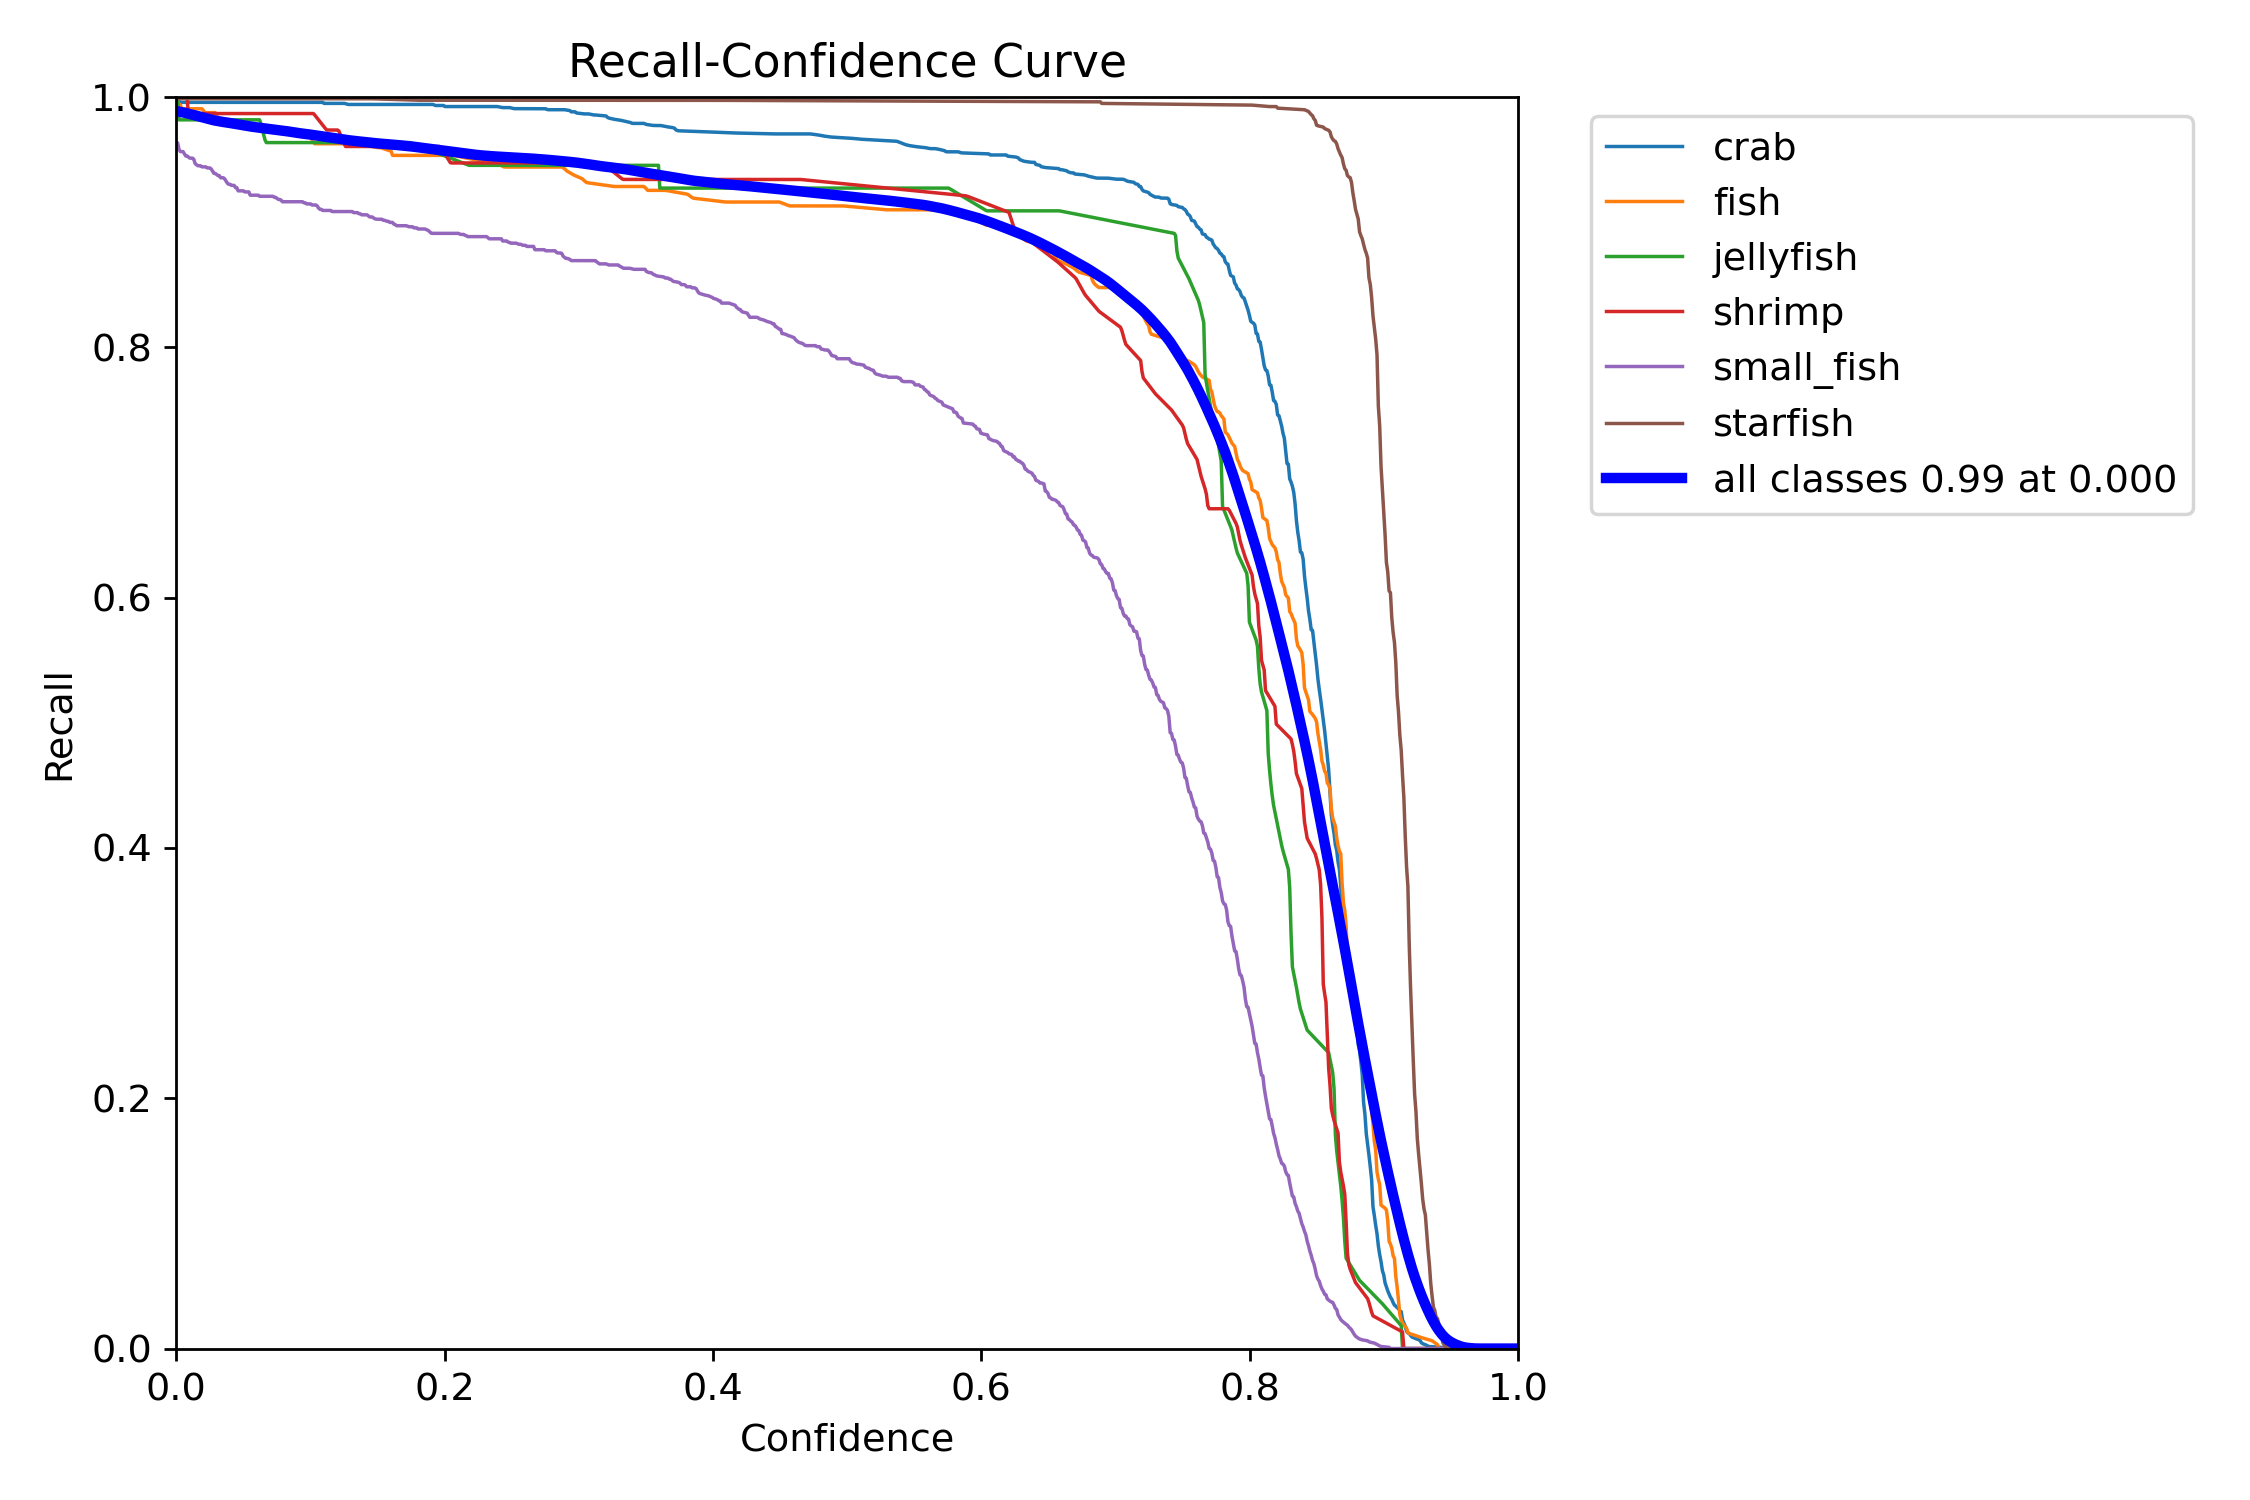 Recall-Confidence Curve
1.0
0.8
0.6
0.4
0.2
0.0
Recall
0.0 0.2 0.4 0.6 0.8 1.0
Confidence
crab
fish
jellyfish
shrimp
small_fish
starfish
all classes 0.99 at 0.000